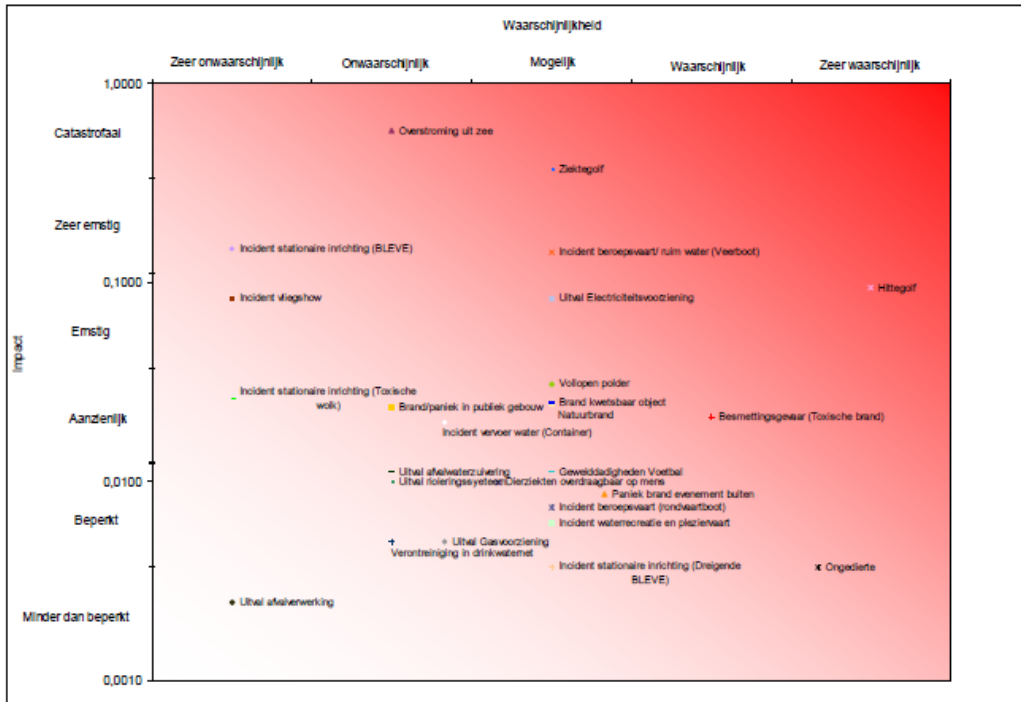 Waarschijnlijkheid
Zeer onwaarschijnlijk
Onwaarschijnlijk
Mogelijk
Waarschijnlijk
Zeer waarschijnlijk
1,0000
Catastrofaal
Overstroming uit zee
Ziektegolf
Zeer ernstig
Incident stationaire inrichting (BLEVE)
Incident beroepsvaart/ ruim water (Veerboot)
0,1000
Hittegolf
Incident vliegshow
Uitval Electriciteitsvoorziening
Ernstig
Impact
Vollopen polder
Incident stationaire inrichting (Toxische
wolk)
Brand/paniek in publiek gebouw
Brand kwetsbaar object
Natuurbrand
Besmettingsgevaar (Toxische brand)
Aanzienlijk
Incident vervoer water (Container)
Uitval afvalwaterzuivering
Gewelddadigheden Voetbal
0,0100
Uitval rioleringssysteem
Dierziekten overdraagbaar op mens
Paniek brand evenement buiten
Incident beroepsvaart (rondvaartboot)
Beperkt
Incident waterrecreatie en pleziervaart
Uitval Gasvoorziening
Verontreiniging in drinkwaternet
Incident stationaire inrichting (Dreigende
BLEVE)
Ongedierte
Uitval afvalverwerking
Minder dan beperkt
0,0010